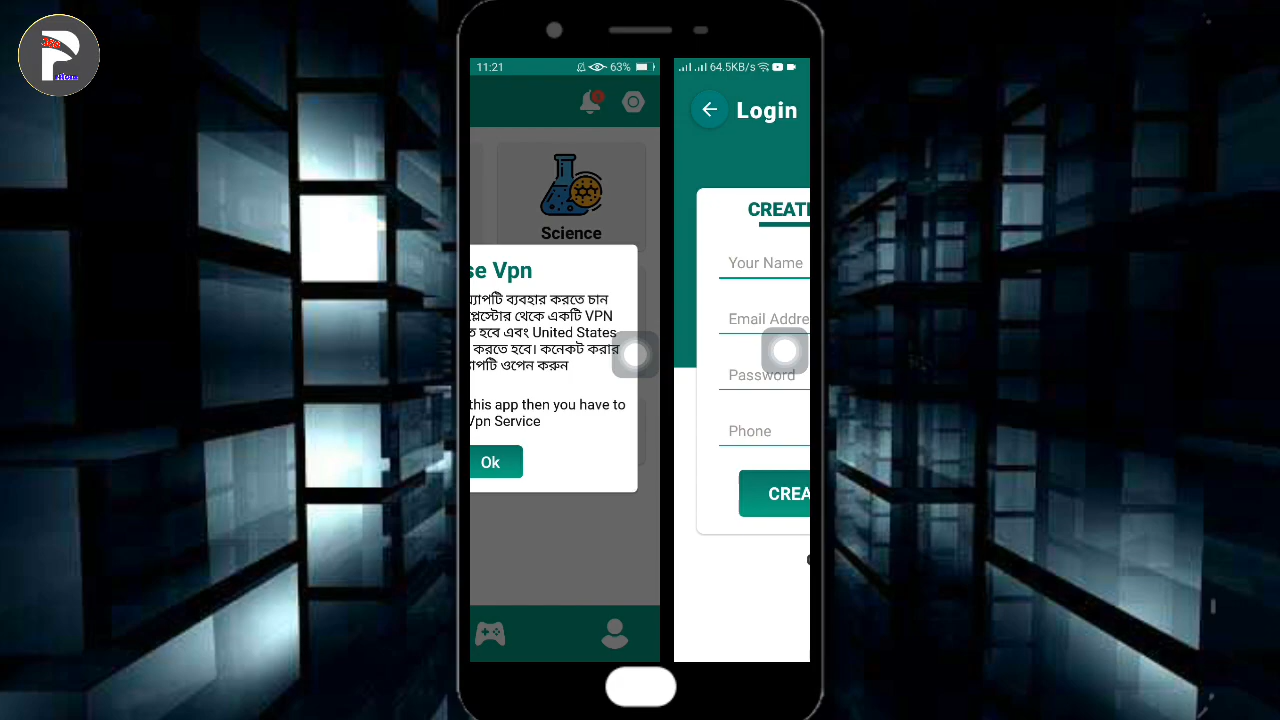 11:21
63%
64.5KB/s
Login
Science
CREATE
Your Name
Email Addre
Password
Phone
CREA
se Vpn
্যাপটি ব্যবহার করতে চান
প্লেস্টোর থেকে একটি VPN
ত হবে এবং United States
করতে হবে। কনেকট করার
যাপটি ওপেন করুন
this app then you have to
Vpn Service
Ok